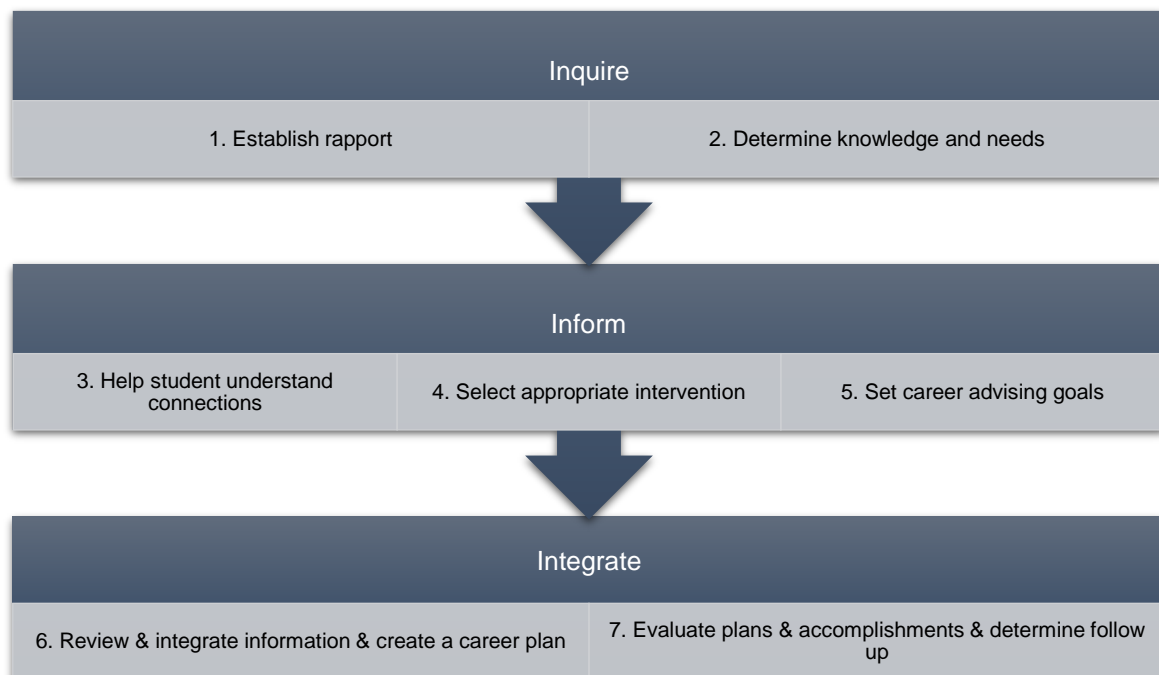 Inquire
1. Establish rapport
2. Determine knowledge and needs
Inform
3. Help student understand
connections
4. Select appropriate intervention
5. Set career advising goals
Integrate
6. Review & integrate information & create a career plan
7. Evaluate plans & accomplishments & determine follow
up